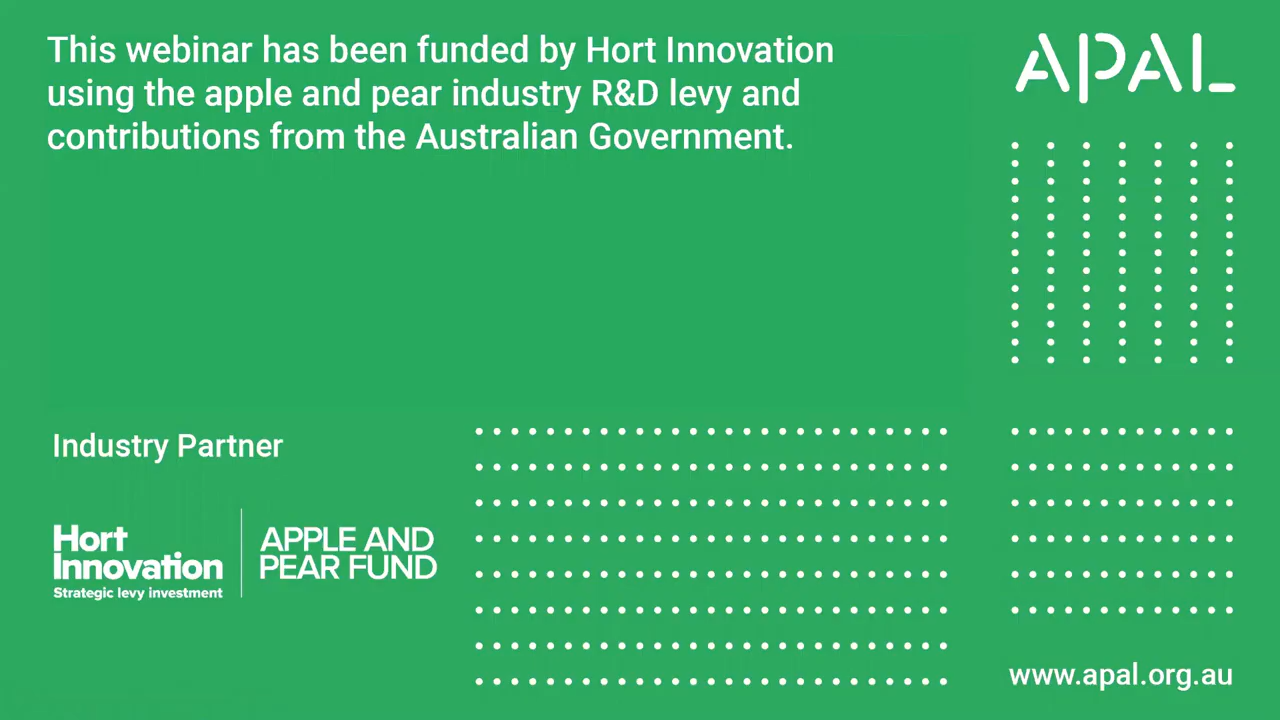 This webinar has been funded by Hort Innovation
using the apple and pear industry R&D levy and
contributions from the Australian Government.
APAL
Industry Partner
Hort
Innovation
Strategic levy investment
APPLE AND
PEAR FUND
www.apal.org.au